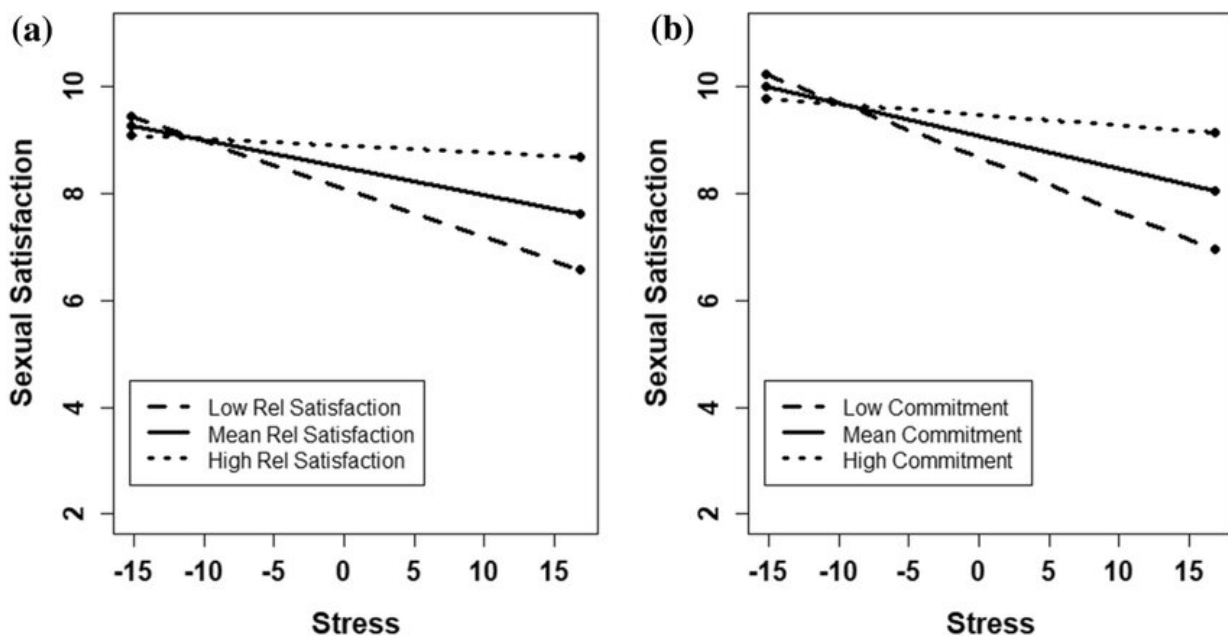 (a)
Sexual Satisfaction
10
8
6
4
2
Low Rel Satisfaction
Mean Rel Satisfaction
High Rel Satisfaction
-15 -10 -5 0 5 10 15
Stress
(b)
Sexual Satisfaction
10
8
6
4
2
Low Commitment
Mean Commitment
High Commitment
-15 -10 -5 0 5 10 15
Stress